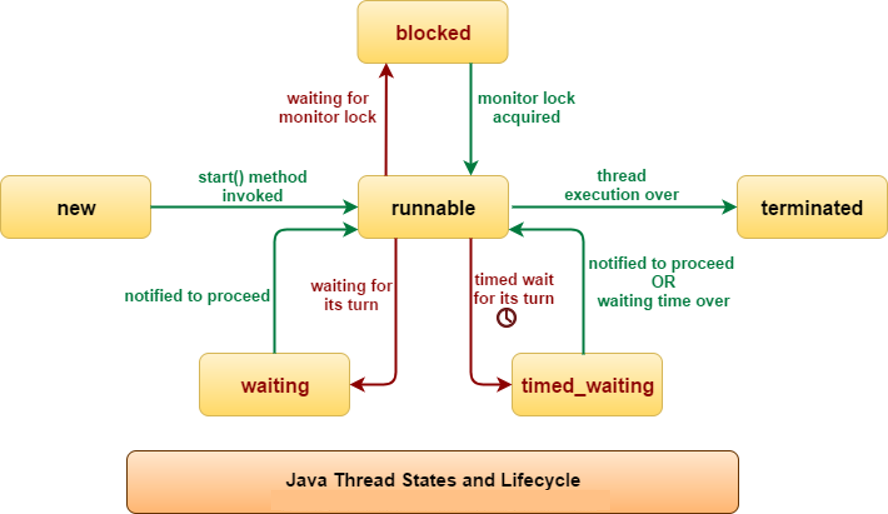 blocked
waiting for
monitor lock
monitor lock
acquired
start() method
invoked
thread
execution over
new
runnable
terminated
notified to proceed
waiting for
its turn
timed wait
for its turn
notified to proceed
OR
waiting time over
waiting
timed_waiting
Java Thread States and Lifecycle